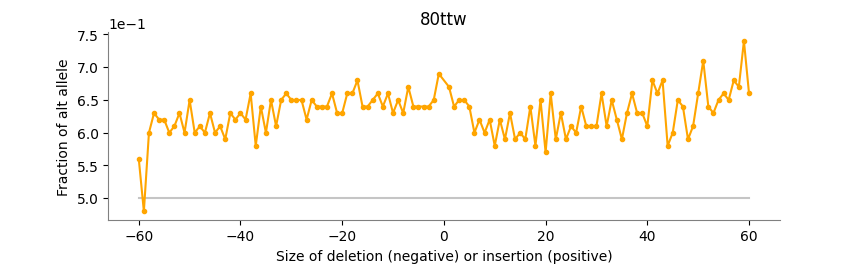 80ttw
1e−1
7.5
7.0
6.5
6.0
5.5
5.0
Fraction of alt allele
−60 −40 −20 0 20 40 60
Size of deletion (negative) or insertion (positive)